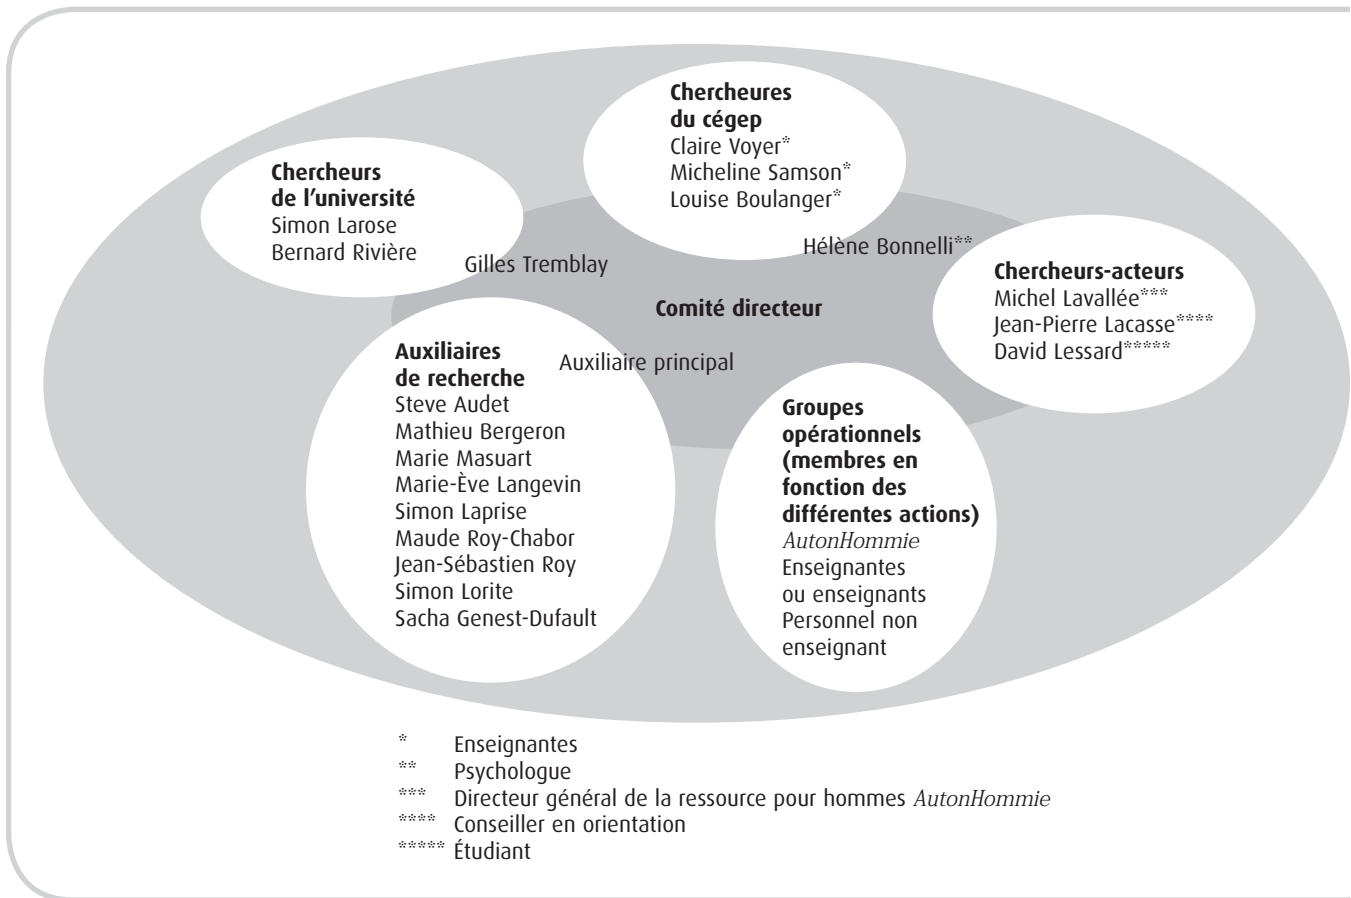 Chercheures
du cégep
Claire Voyer*
Micheline Samson*
Louise Boulanger*
Chercheurs
de l'université
Simon Larose
Bernard Rivière
Gilles Tremblay
Hélène Bonnelli**
Chercheurs-acteurs
Michel Lavallée***
Jean-Pierre Lacasse****
David Lessard*****
Comité directeur
Auxiliaire principal
Auxiliaires
de recherche
Steve Audet
Mathieu Bergeron
Marie Masuart
Marie-Ève Langevin
Simon Laprise
Maude Roy-Chabor
Jean-Sébastien Roy
Simon Lorite
Sacha Genest-Dufault
Groupes
opérationnels
(membres en
fonction des
différentes actions)
AutonHommie
Enseignantes
ou enseignants
Personnel non
enseignant
* Enseignantes
** Psychologue
*** Directeur général de la ressource pour hommes AutonHommie
**** Conseiller en orientation
***** Étudiant